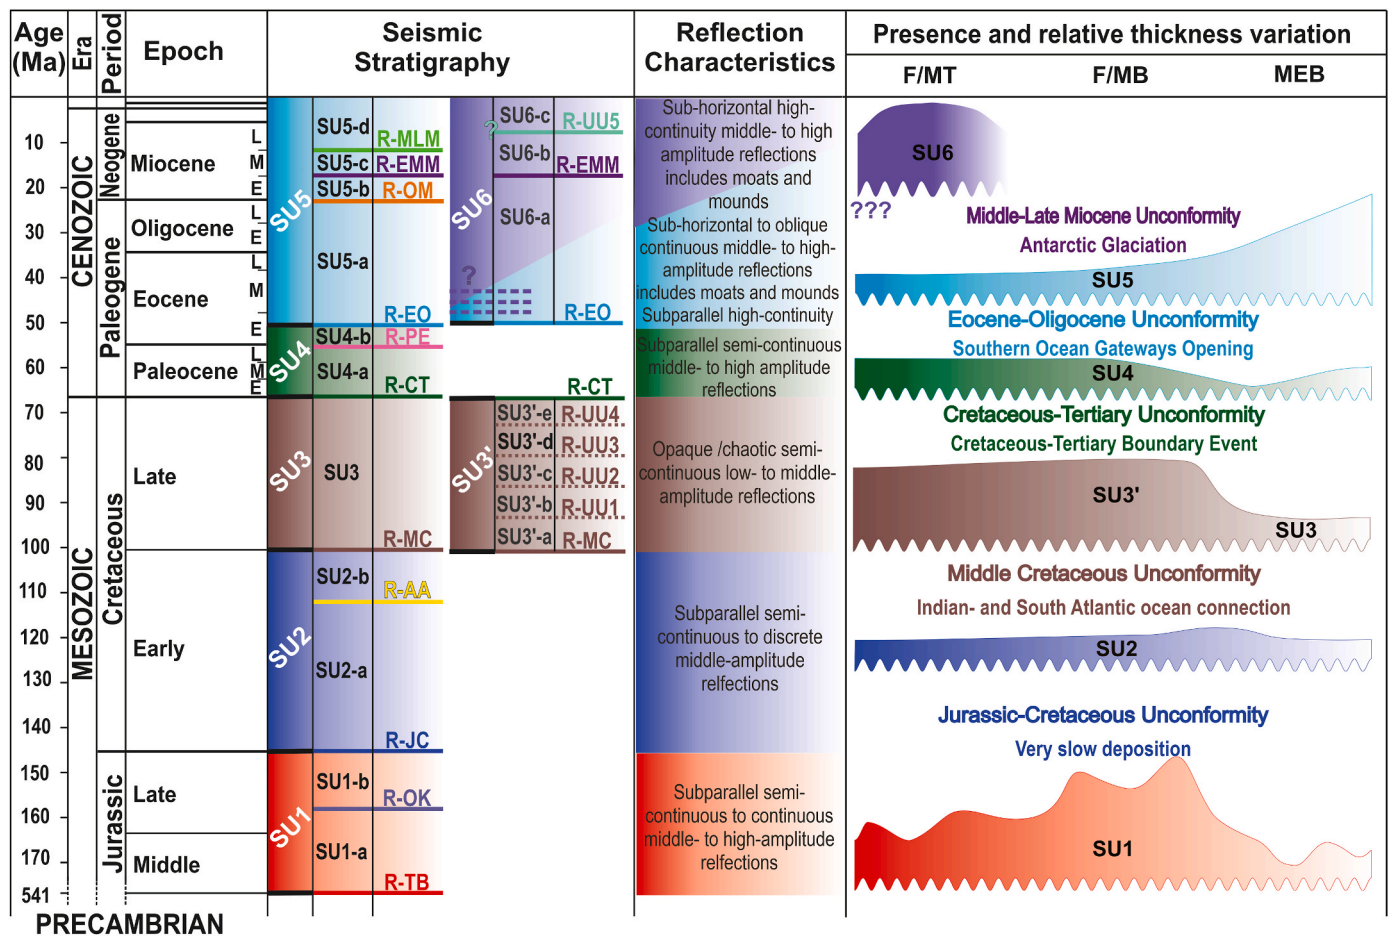 Age
(Ma)
Era
Period
Epoch
Seismic
Stratigraphy
Reflection
Characteristics
Presence and relative thickness variation
F/MT
F/MB
MEB
10
20
30
40
50
60
70
80
90
100
110
120
130
140
150
160
170
541
PRECAMBRIAN
CENOZOIC
MESOZOIC
Neogene
Paleogene
Cretaceous
Jurassic
Miocene
L
M
E
Oligocene
L
E
Eocene
L
M
E
Paleocene
L
M
E
Late
Early
Late
Middle
SU5
SU5-d
R-MLM
SU5-c
R-EMM
SU5-b
R-OM
SU5-a
R-EO
SU4
SU4-b
R-PE
SU4-a
R-CT
SU3
SU3
R-MC
SU2
SU2-b
R-AA
SU2-a
R-JC
SU1
SU1-b
R-OK
SU1-a
R-TB
SU6
?
SU6-c
R-UU5
SU6-b
R-EMM
SU6-a
?
R-EO
R-CT
SU3'
SU3'-e
R-UU4
SU3'-d
R-UU3
SU3'-c
R-UU2
SU3'-b
R-UU1
SU3'-a
R-MC
Sub-horizontal high-
continuity middle- to high
amplitude reflections
includes moats and
mounds
Sub-horizontal to oblique
continuous middle- to high-
amplitude reflections
includes moats and mounds
Subparallel high-continuity
Subparallel semi-continuous
middle- to high amplitude
reflections
Opaque /chaotic semi-
continuous low- to middle-
amplitude reflections
Subparallel semi-
continuous to discrete
middle-amplitude
relfections
Subparallel semi-
continuous to continuous
middle- to high-amplitude
relfections
SU6
???
Middle-Late Miocene Unconformity
Antarctic Glaciation
SU5
Eocene-Oligocene Unconformity
Southern Ocean Gateways Opening
SU4
Cretaceous-Tertiary Unconformity
Cretaceous-Tertiary Boundary Event
SU3'
SU3
Middle Cretaceous Unconformity
Indian- and South Atlantic ocean connection
SU2
Jurassic-Cretaceous Unconformity
Very slow deposition
SU1